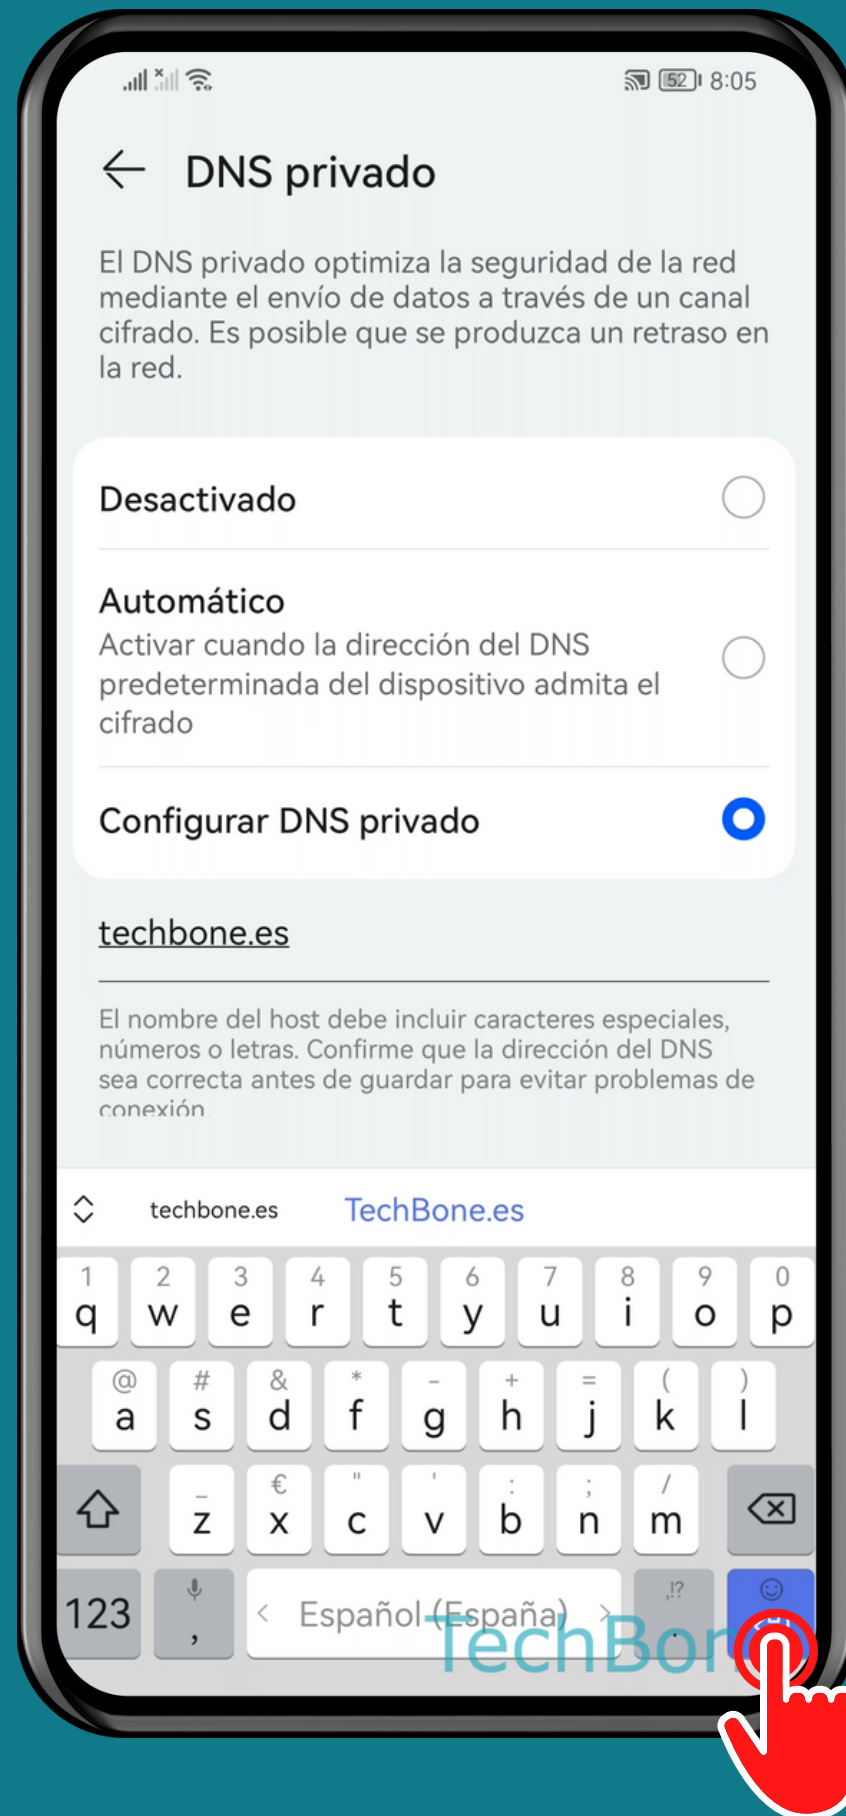 52 8:05
DNS privado
El DNS privado optimiza la seguridad de la red
mediante el envío de datos a través de un canal
cifrado. Es posible que se produzca un retraso en
la red.
Desactivado
Automático
Activar cuando la dirección del DNS
predeterminada del dispositivo admita el
cifrado
Configurar DNS privado
techbone.es
El nombre del host debe incluir caracteres especiales,
números o letras. Confirme que la dirección del DNS
sea correcta antes de guardar para evitar problemas de
conexión.
techbone.es TechBone.es
1 2 3 4 5 6 7 8 9 0
q w e r t y u i o p
@ # & * - + = ( )
a s d f g h j k l
_ € " ' : ; /
z x c v b n m
,!?
123 , < Español (España) > .
TechBon